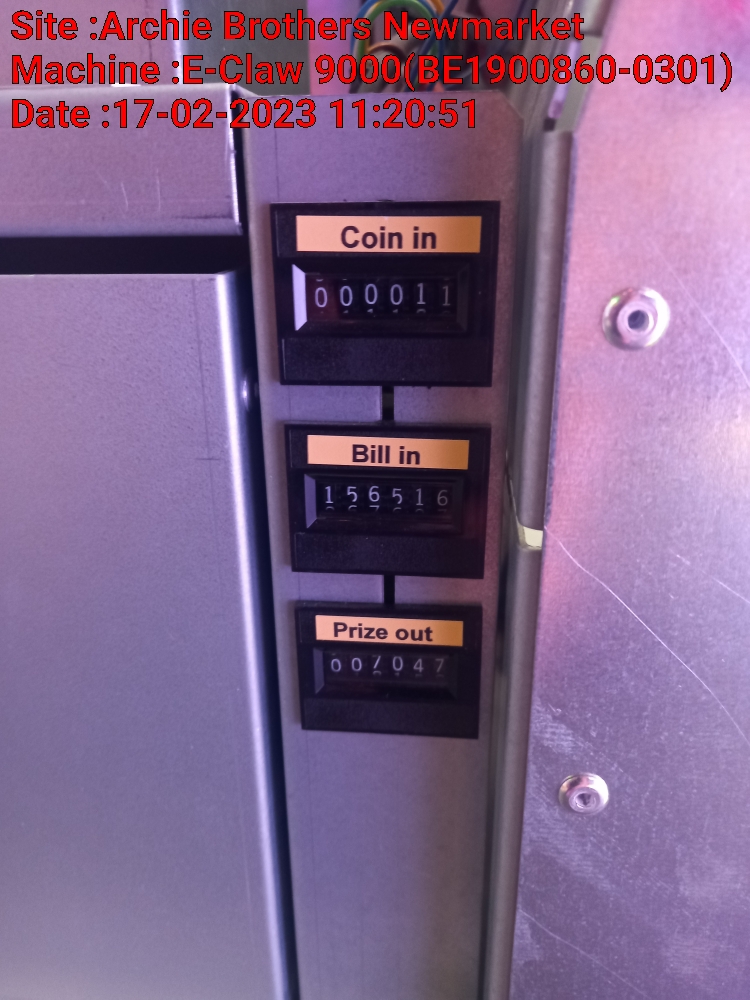 Site :Archie Brothers Newmarket
Machine :E-Claw 9000(BE1900860-0301)
Date :17-02-2023 11:20:51
Coin in
000011
Bill in
156516
Prize out
007047